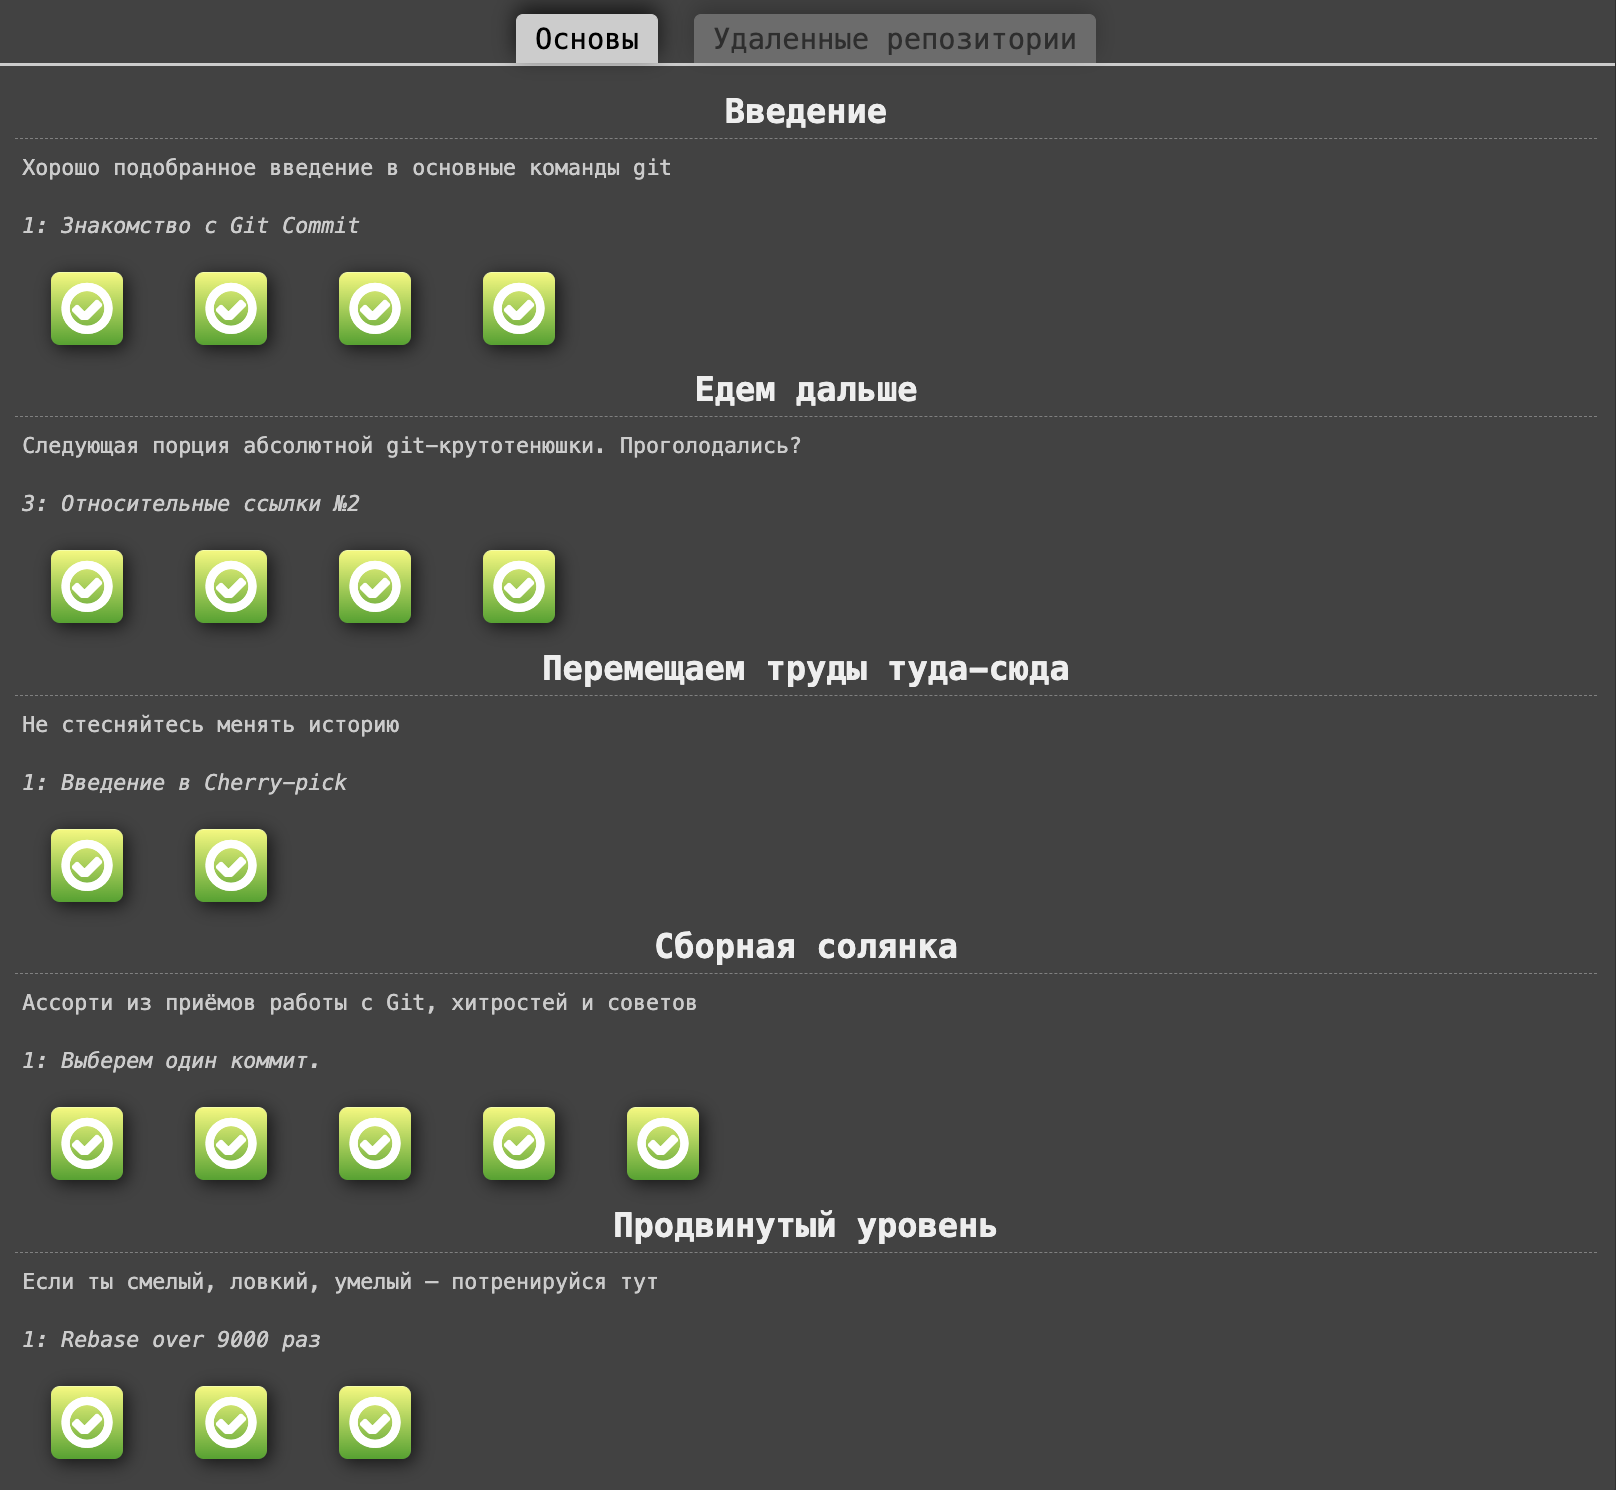 Основы
Удаленные репозитории
Введение
Хорошо подобранное введение в основные команды git
1: Знакомство с Git Commit
Едем дальше
Следующая порция абсолютной git-крутотенюшки. Проголодались?
3: Относительные ссылки №2
Перемещаем труды туда-сюда
Не стесняйтесь менять историю
1: Введение в Cherry-pick
Сборная солянка
Ассорти из приёмов работы с Git, хитростей и советов
1: Выберем один коммит.
Продвинутый уровень
Если ты смелый, ловкий, умелый — потренируйся тут
1: Rebase over 9000 раз